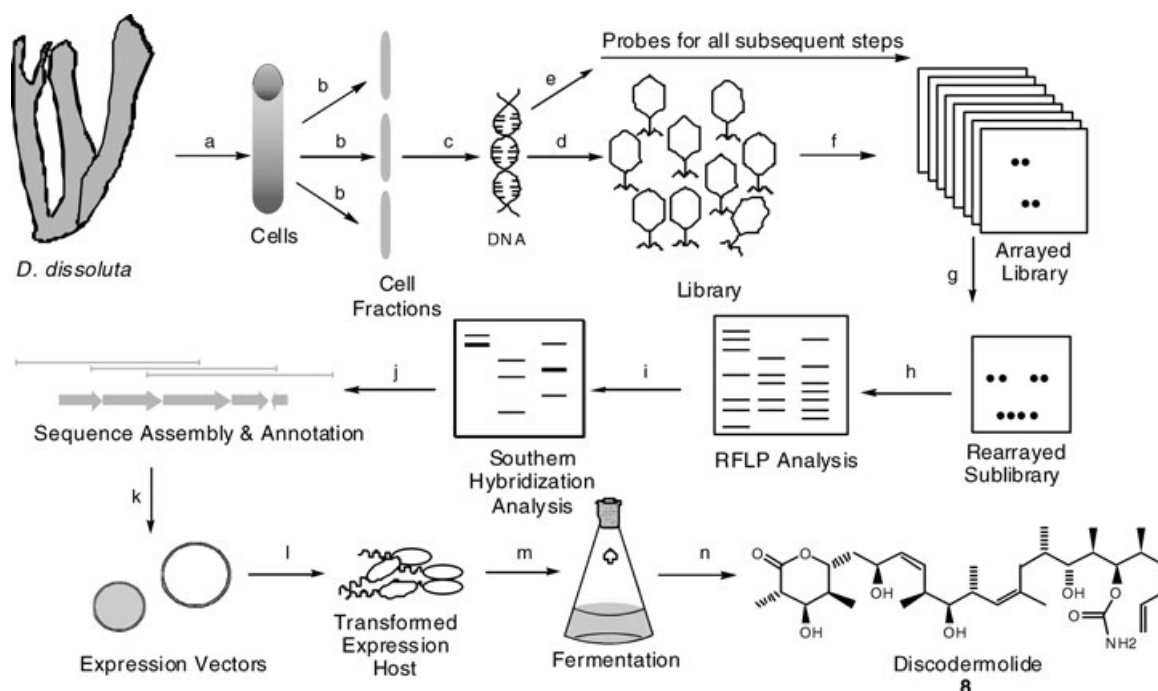 Probes for all subsequent steps
a
b
b
b
c
e
d
f
D. dissoluta
Cells
Cell
Fractions
DNA
Library
Arrayed
Library
g
Sequence Assembly & Annotation
j
Southern
Hybridization
Analysis
i
RFLP Analysis
h
Rearrayed
Sublibrary
k
Expression Vectors
l
Transformed
Expression
Host
m
Fermentation
n
O
O
OH
OH
OH
OH
O
O
NH2
Discodermolide
8